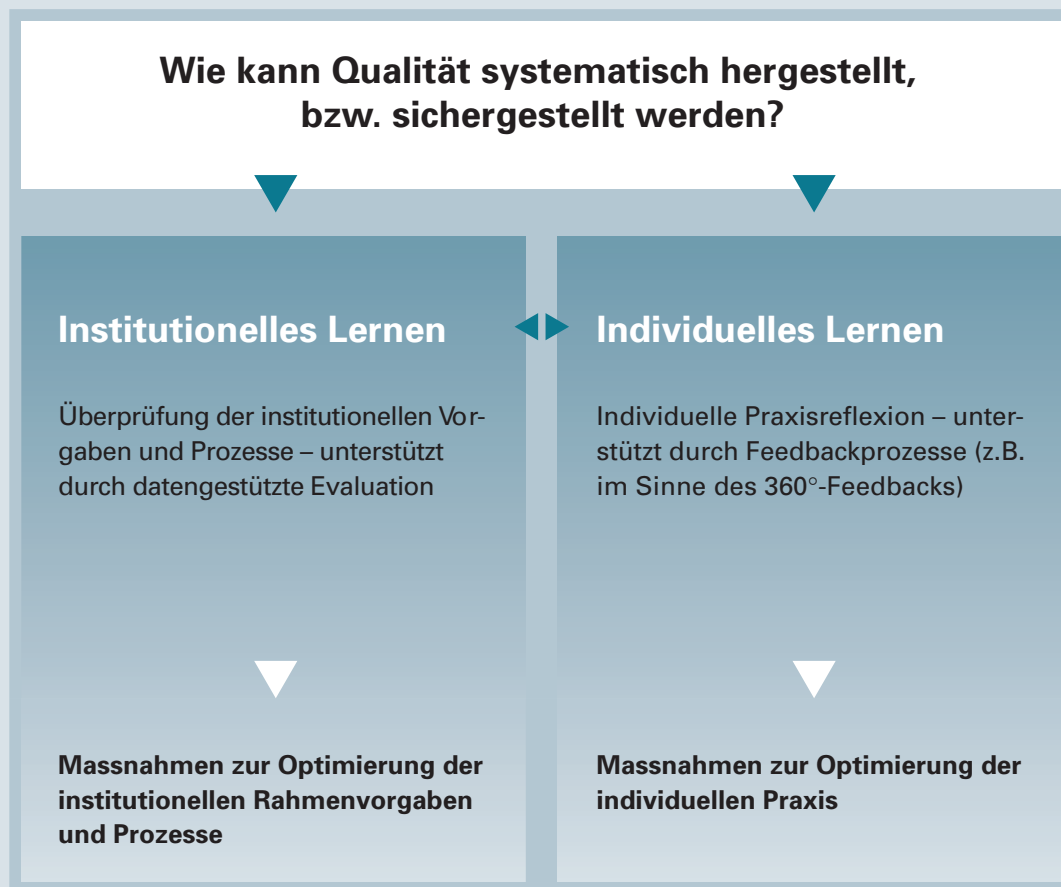 Wie kann Qualität systematisch hergestellt,
bzw. sichergestellt werden?
Institutionelles Lernen
Überprüfung der institutionellen Vor-
gaben und Prozesse – unterstützt
durch datengestützte Evaluation
Massnahmen zur Optimierung der
institutionellen Rahmenvorgaben
und Prozesse
Individuelles Lernen
Individuelle Praxisreflexion – unter-
stützt durch Feedbackprozesse (z.B.
im Sinne des 360°-Feedbacks)
Massnahmen zur Optimierung der
individuellen Praxis